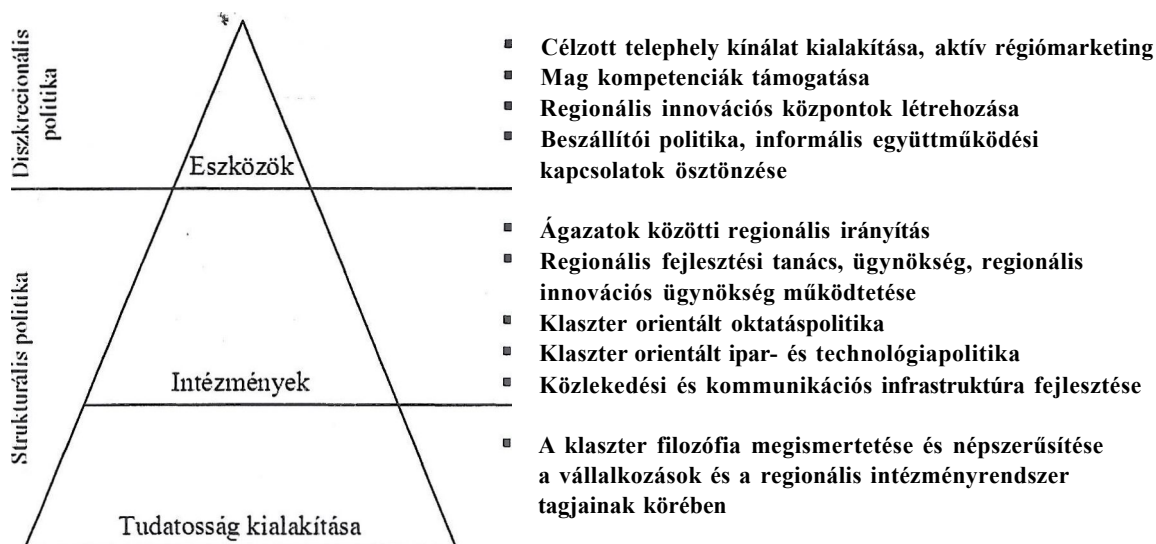 Diszkrecionális
politika
Eszközök
▪ Célzott telephely kínálat kialakítása, aktív régiómarketing
▪ Mag kompetenciák támogatása
▪ Regionális innovációs központok létrehozása
▪ Beszállítói politika, informális együttműködési
kapcsolatok ösztönzése
Strukturális politika
Intézmények
▪ Ágazatok közötti regionális irányítás
▪ Regionális fejlesztési tanács, ügynökség, regionális
innovációs ügynökség működtetése
▪ Klaszter orientált oktatáspolitika
▪ Klaszter orientált ipar- és technológiapolitika
▪ Közlekedési és kommunikációs infrastruktúra fejlesztése
Tudatosság kialakítása
▪ A klaszter filozófia megismertetése és népszerűsítése
a vállalkozások és a regionális intézményrendszer
tagjainak körében